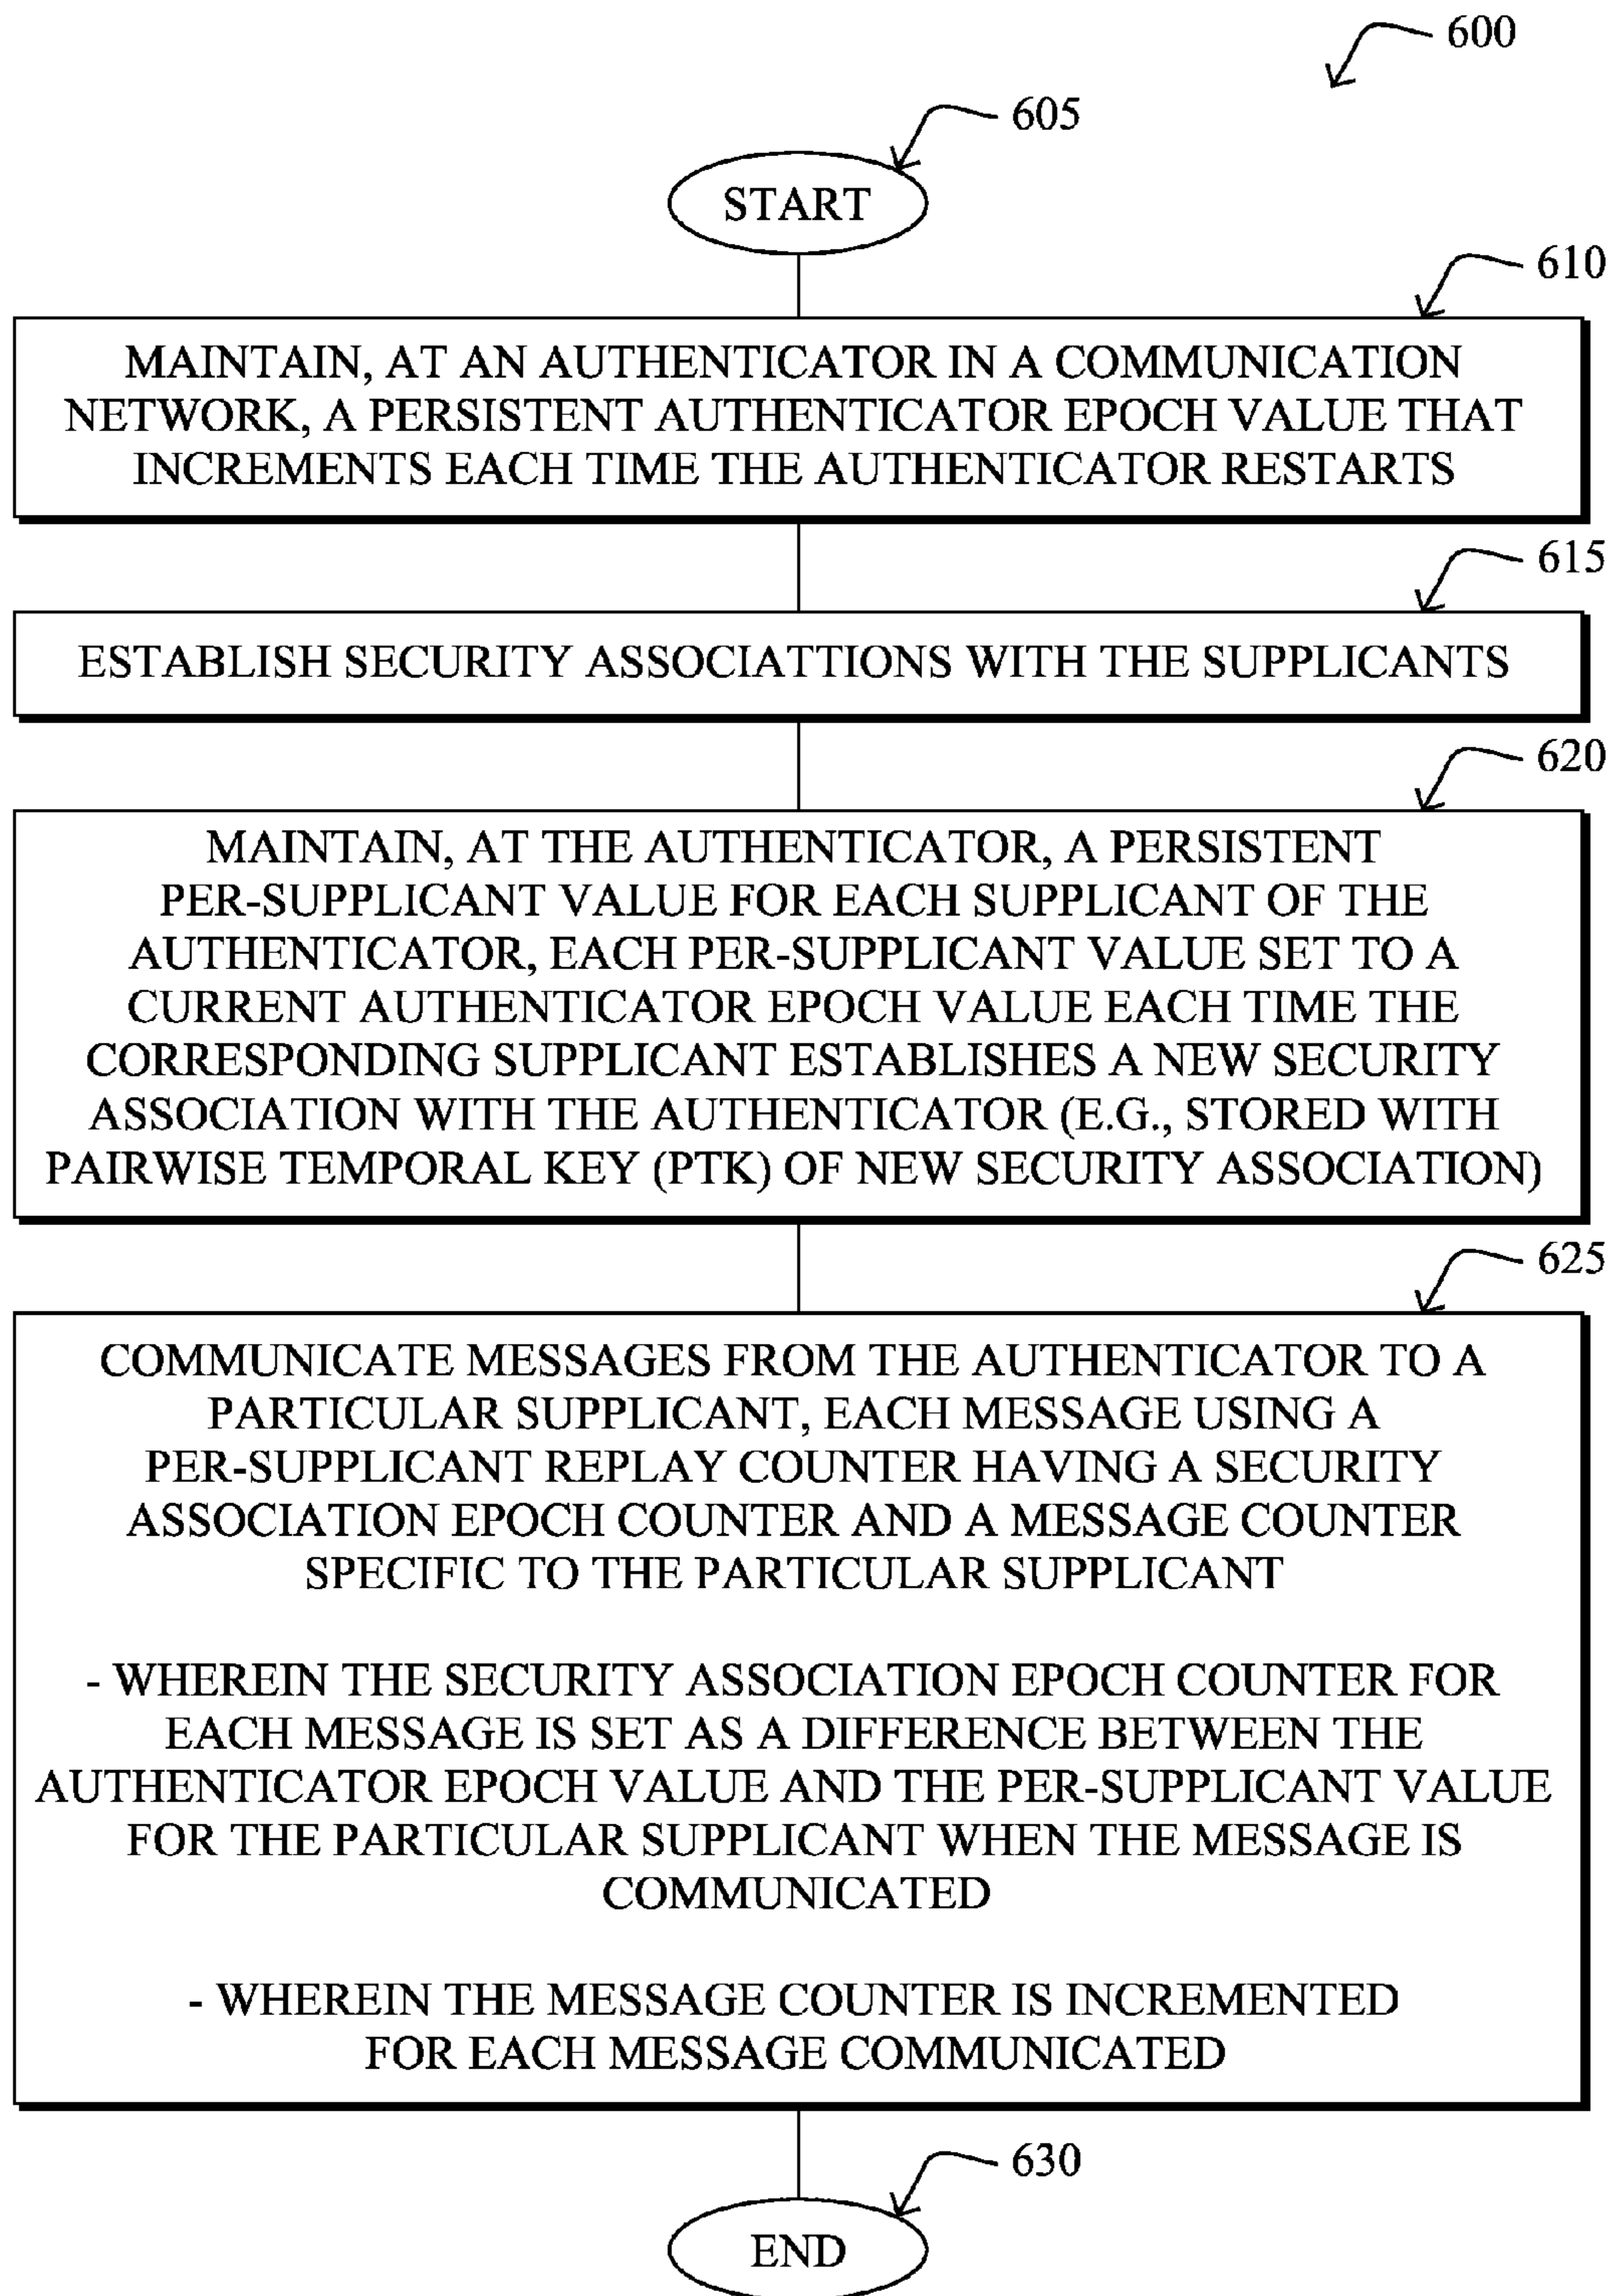 600
605
START
610
MAINTAIN, AT AN AUTHENTICATOR IN A COMMUNICATION
NETWORK, A PERSISTENT AUTHENTICATOR EPOCH VALUE THAT
INCREMENTS EACH TIME THE AUTHENTICATOR RESTARTS
615
ESTABLISH SECURITY ASSOCIATTIONS WITH THE SUPPLICANTS
620
MAINTAIN, AT THE AUTHENTICATOR, A PERSISTENT
PER-SUPPLICANT VALUE FOR EACH SUPPLICANT OF THE
AUTHENTICATOR, EACH PER-SUPPLICANT VALUE SET TO A
CURRENT AUTHENTICATOR EPOCH VALUE EACH TIME THE
CORRESPONDING SUPPLICANT ESTABLISHES A NEW SECURITY
ASSOCIATION WITH THE AUTHENTICATOR (E.G., STORED WITH
PAIRWISE TEMPORAL KEY (PTK) OF NEW SECURITY ASSOCIATION)
625
COMMUNICATE MESSAGES FROM THE AUTHENTICATOR TO A
PARTICULAR SUPPLICANT, EACH MESSAGE USING A
PER-SUPPLICANT REPLAY COUNTER HAVING A SECURITY
ASSOCIATION EPOCH COUNTER AND A MESSAGE COUNTER
SPECIFIC TO THE PARTICULAR SUPPLICANT
- WHEREIN THE SECURITY ASSOCIATION EPOCH COUNTER FOR
EACH MESSAGE IS SET AS A DIFFERENCE BETWEEN THE
AUTHENTICATOR EPOCH VALUE AND THE PER-SUPPLICANT VALUE
FOR THE PARTICULAR SUPPLICANT WHEN THE MESSAGE IS
COMMUNICATED
- WHEREIN THE MESSAGE COUNTER IS INCREMENTED
FOR EACH MESSAGE COMMUNICATED
630
END